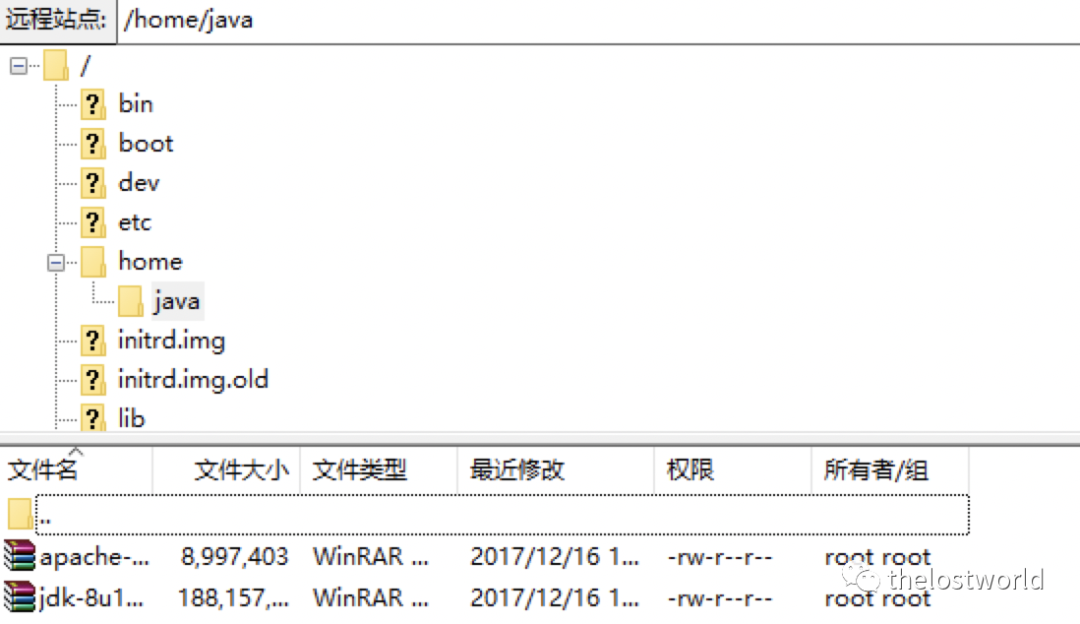 远程站点: /home/java
/
bin
boot
dev
etc
home
java
initrd.img
initrd.img.old
lib
文件名 文件大小 文件类型 最近修改 权限 所有者/组
..
apache-... 8,997,403 WinRAR ... 2017/12/16 1... -rw-r--r-- root root
jdk-8u1... 188,157,... WinRAR ... 2017/12/16 1... -rw-r--r-- root root
thelostworld